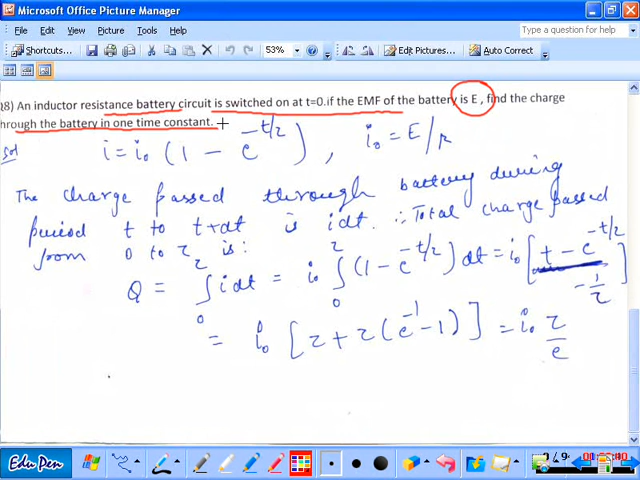 Microsoft Office Picture Manager
File Edit View Picture Tools Help Type a question for help
Shortcuts... 53% Edit Pictures... Auto Correct
Q8) An inductor resistance battery circuit is switched on at t=0.if the EMF of the battery is E , find the charge
hrough the battery in one time constant.
Sol i = i₀ (1 - e^(-t/τ)) , i₀ = E/R
The charge passed through battery during
period t to t+dt is idt. ∴ Total charge passed
from 0 to τ is:
Q = ∫₀^τ idt = i₀ ∫₀^τ (1 - e^(-t/τ)) dt = i₀ [t - e^(-t/τ) / (-1/τ)]
= i₀ [τ + τ (e^(-1) - 1)] = i₀ τ/e
Edu Pen